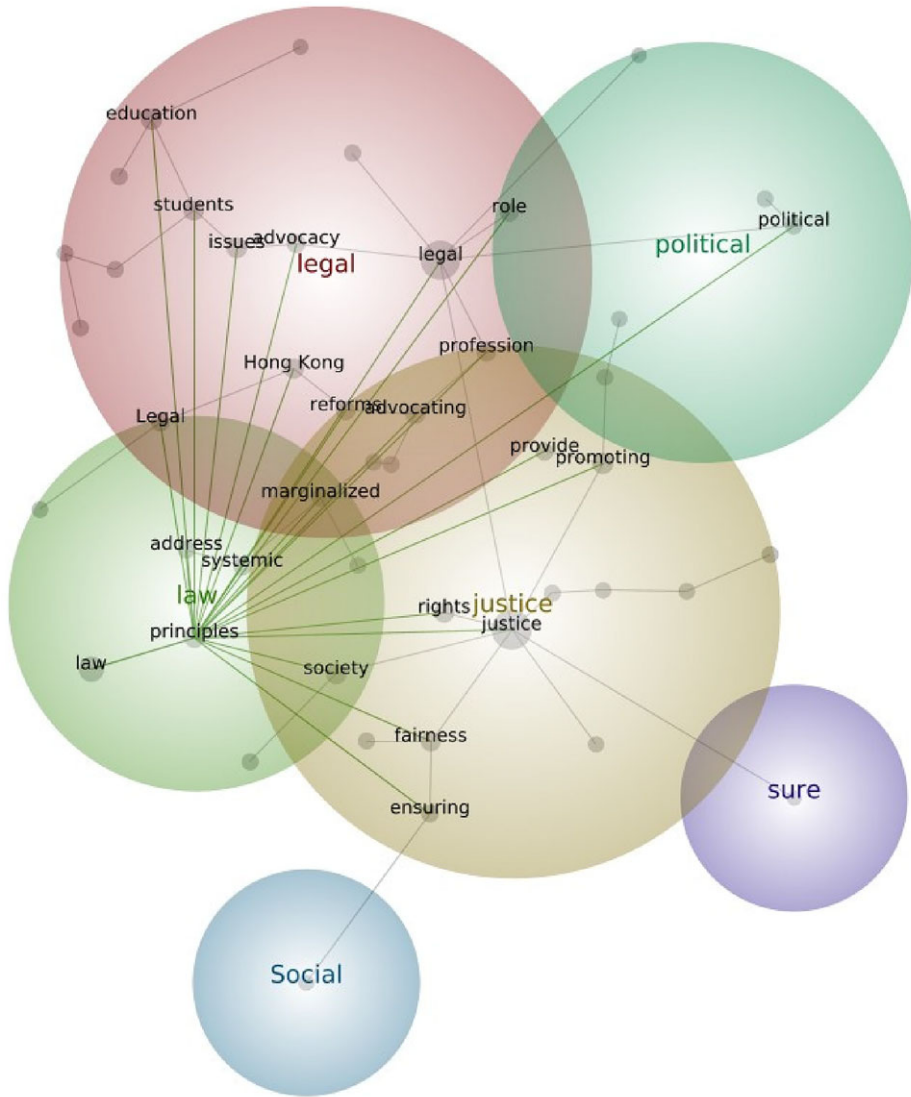 education
students
role
political
issues
advocacy
political
legal
legal
profession
Hong Kong
reforms
advocating
Legal
provide
promoting
marginalized
address
systemic
law
rights
justice
justice
principles
law
society
fairness
sure
ensuring
Social